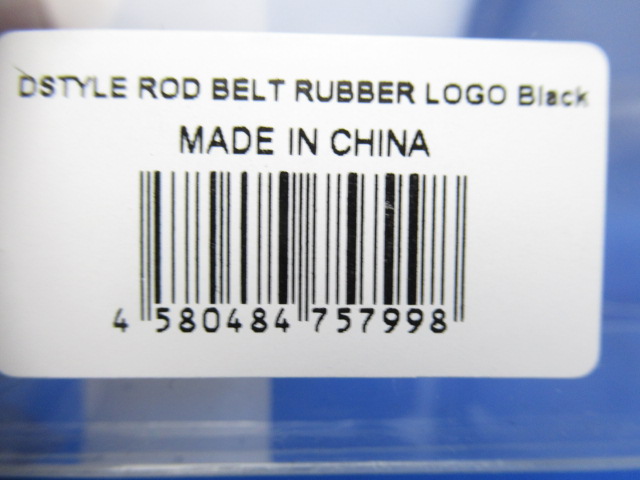 DSTYLE ROD BELT RUBBER LOGO Black
MADE IN CHINA
4 580484 757998